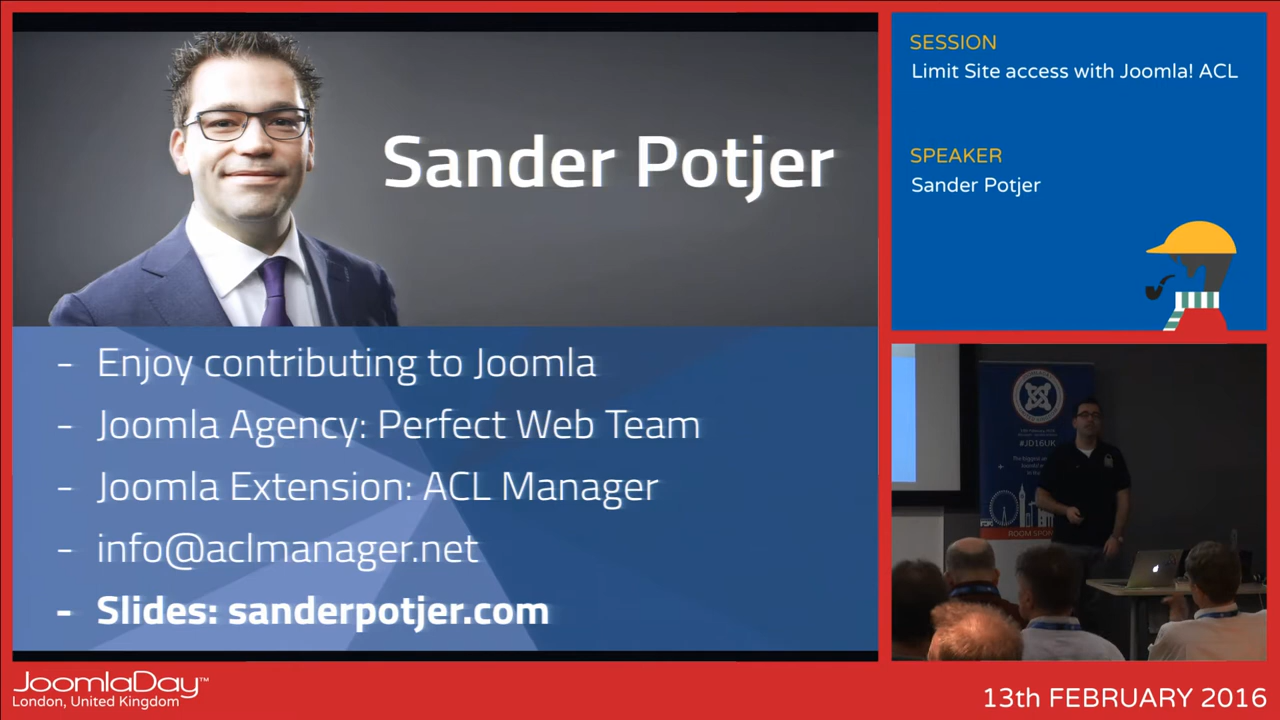 Sander Potjer
- Enjoy contributing to Joomla
- Joomla Agency: Perfect Web Team
- Joomla Extension: ACL Manager
- info@aclmanager.net
- Slides: sanderpotjer.com
SESSION
Limit Site access with Joomla! ACL
SPEAKER
Sander Potjer
#JD16UK
ROOM SPO
JoomlaDay™
London, United Kingdom
13th FEBRUARY 2016